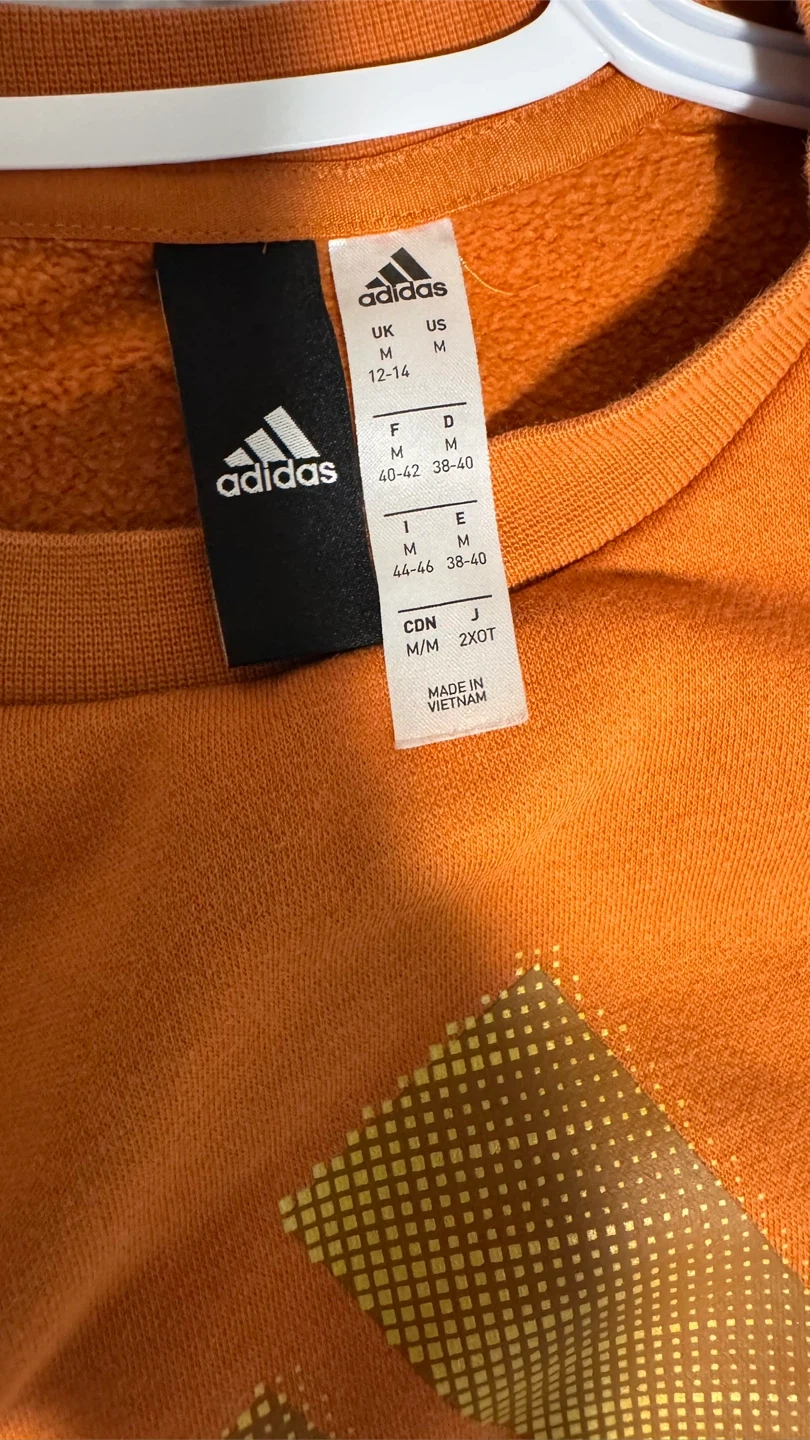 adidas
adidas
UK US
M M
12-14
F D
M M
40-42 38-40
I E
M M
44-46 38-40
CDN J
M/M 2XOT
MADE IN
VIETNAM